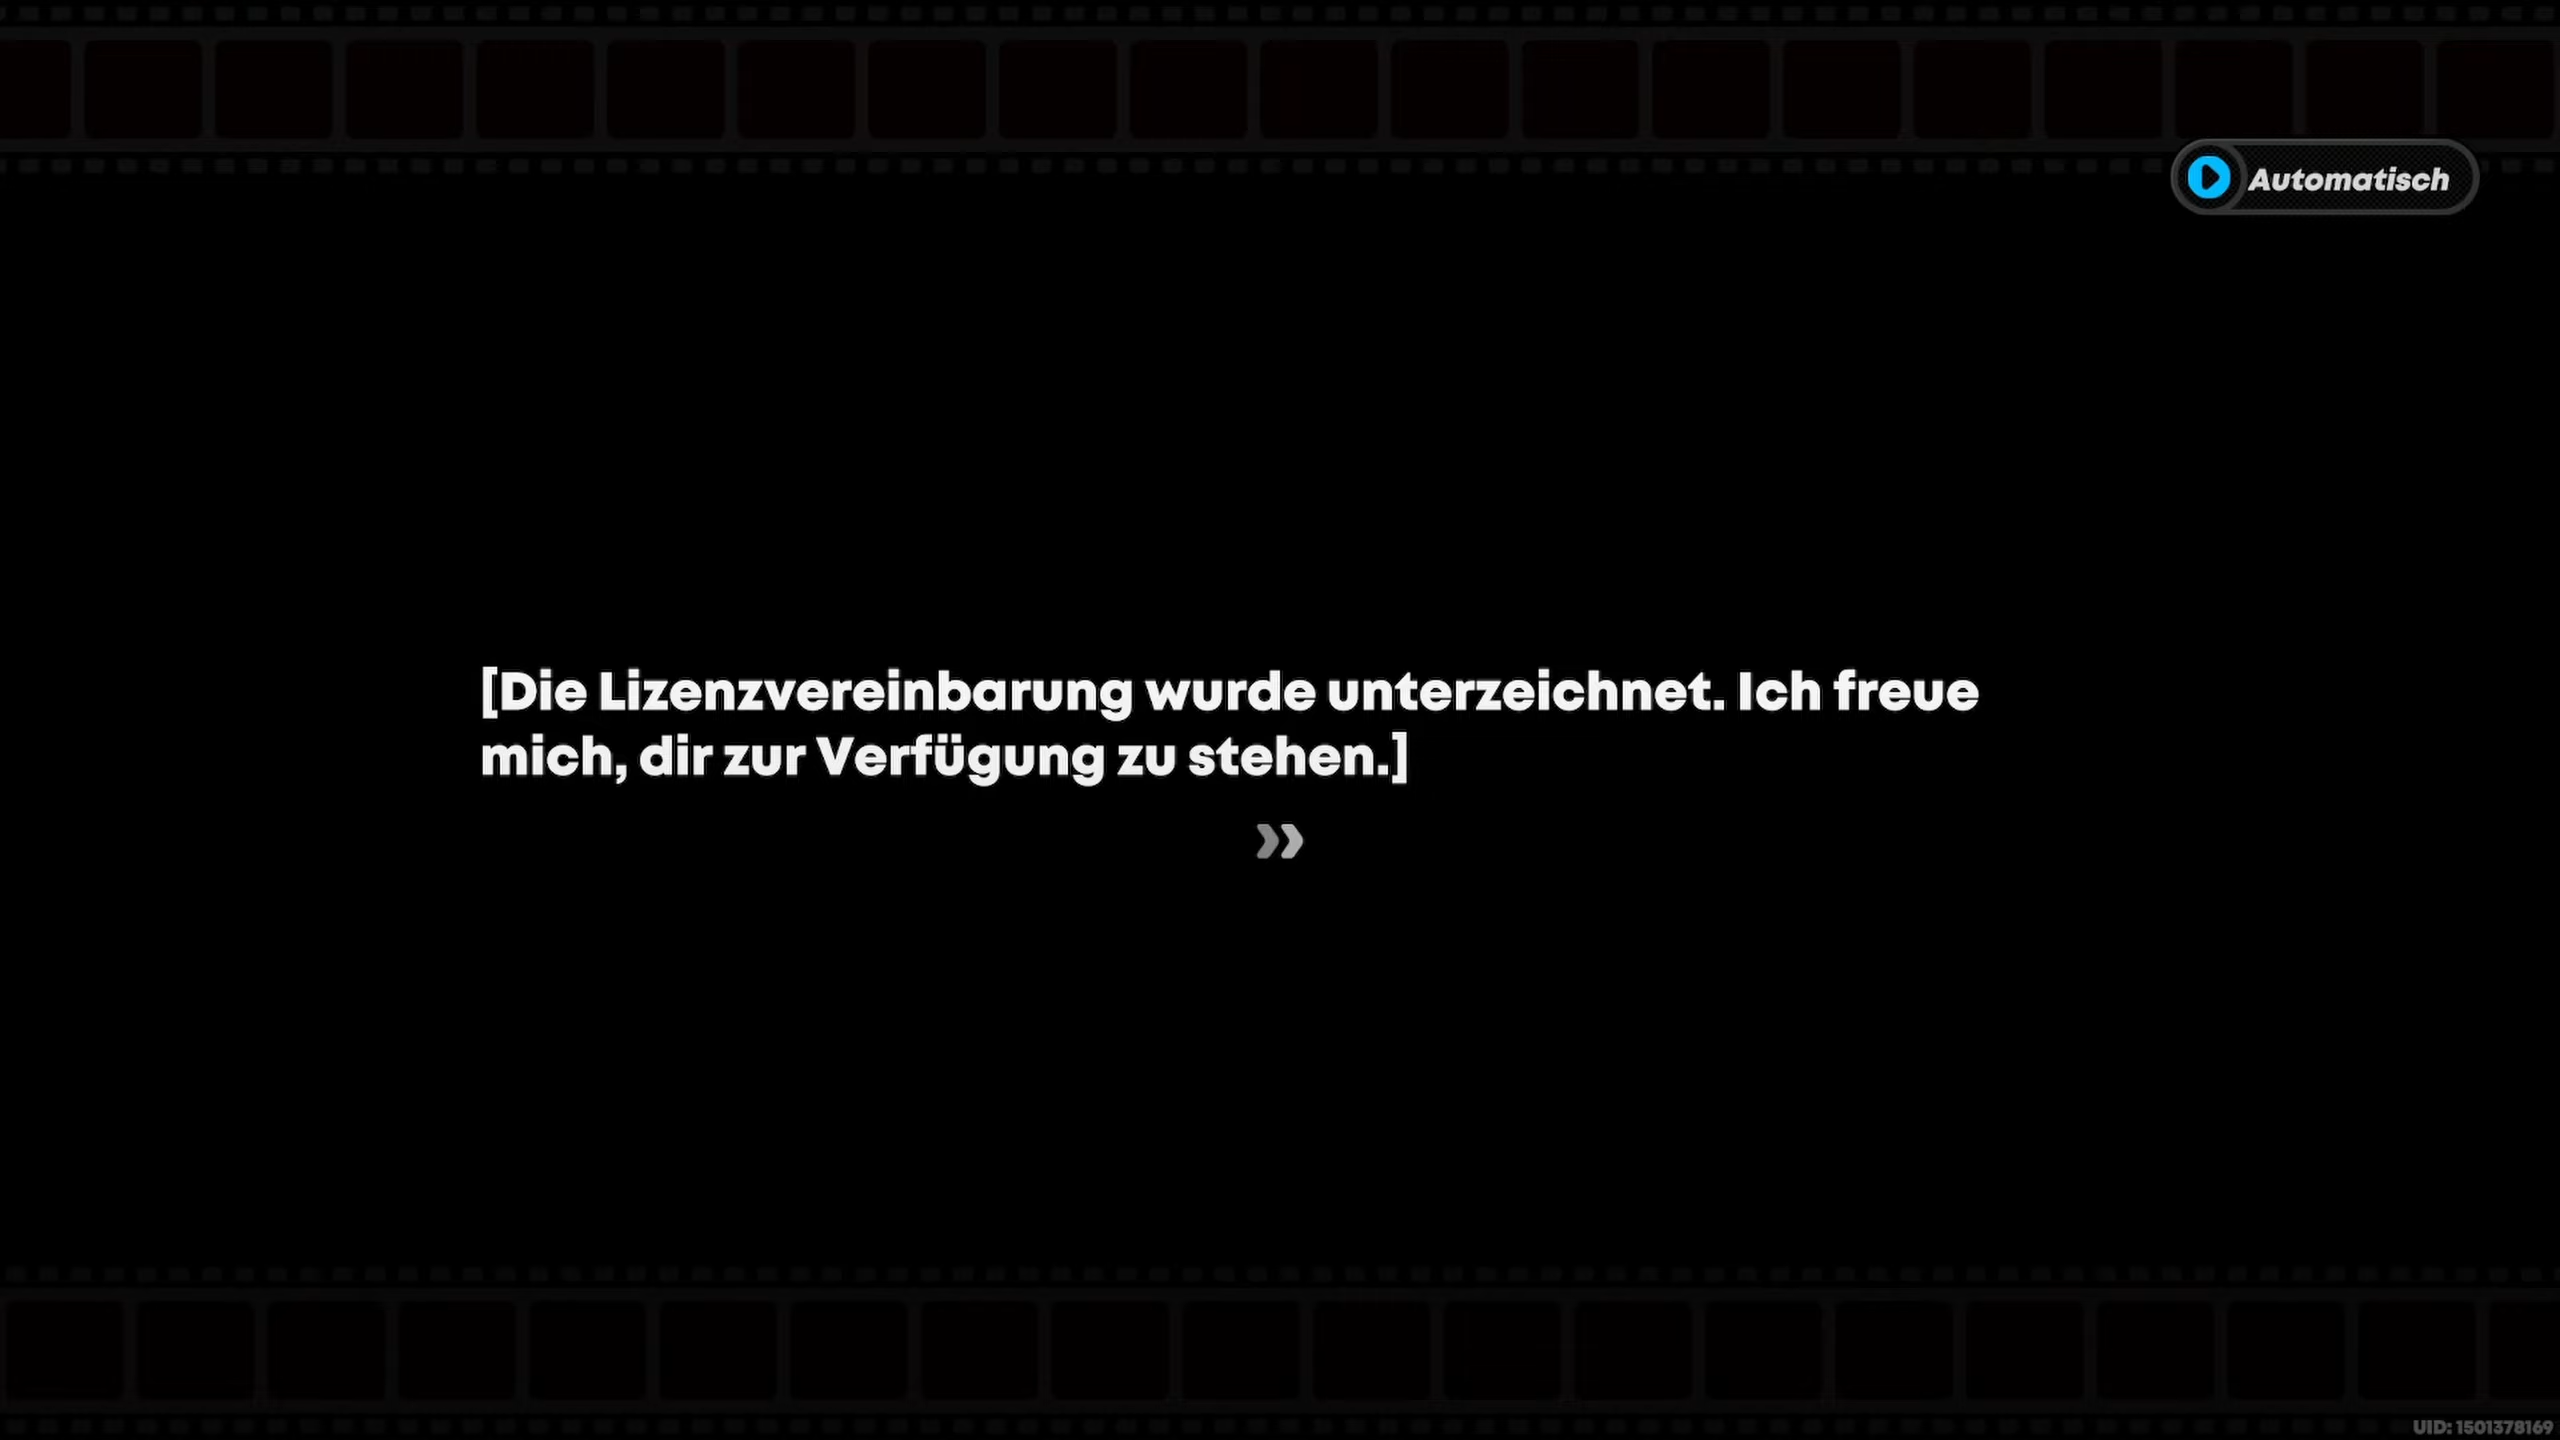 Automatisch
[Die Lizenzvereinbarung wurde unterzeichnet. Ich freue
mich, dir zur Verfügung zu stehen.]
UID: 1501378169